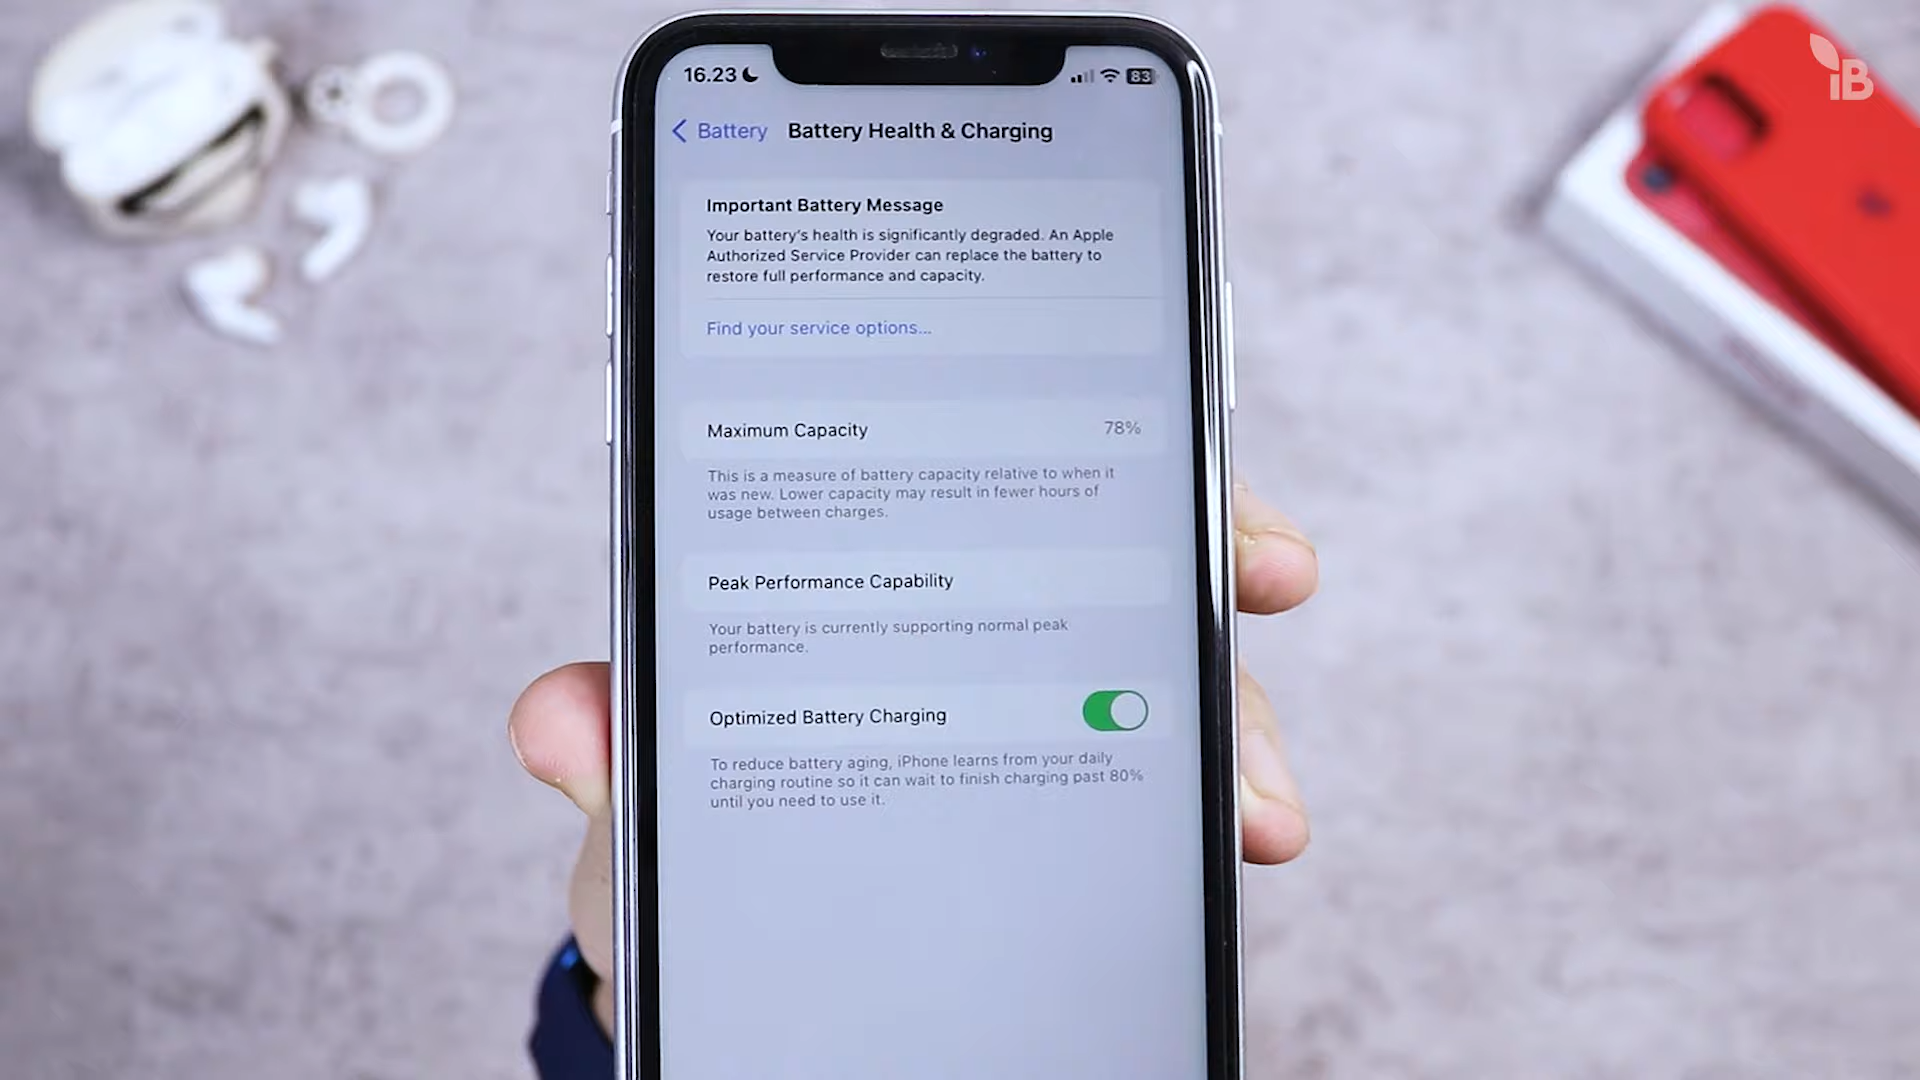 16.23
83
Battery
Battery Health & Charging
Important Battery Message
Your battery's health is significantly degraded. An Apple
Authorized Service Provider can replace the battery to
restore full performance and capacity.
Find your service options...
Maximum Capacity 78%
This is a measure of battery capacity relative to when it
was new. Lower capacity may result in fewer hours of
usage between charges.
Peak Performance Capability
Your battery is currently supporting normal peak
performance.
Optimized Battery Charging
To reduce battery aging, iPhone learns from your daily
charging routine so it can wait to finish charging past 80%
until you need to use it.
iB